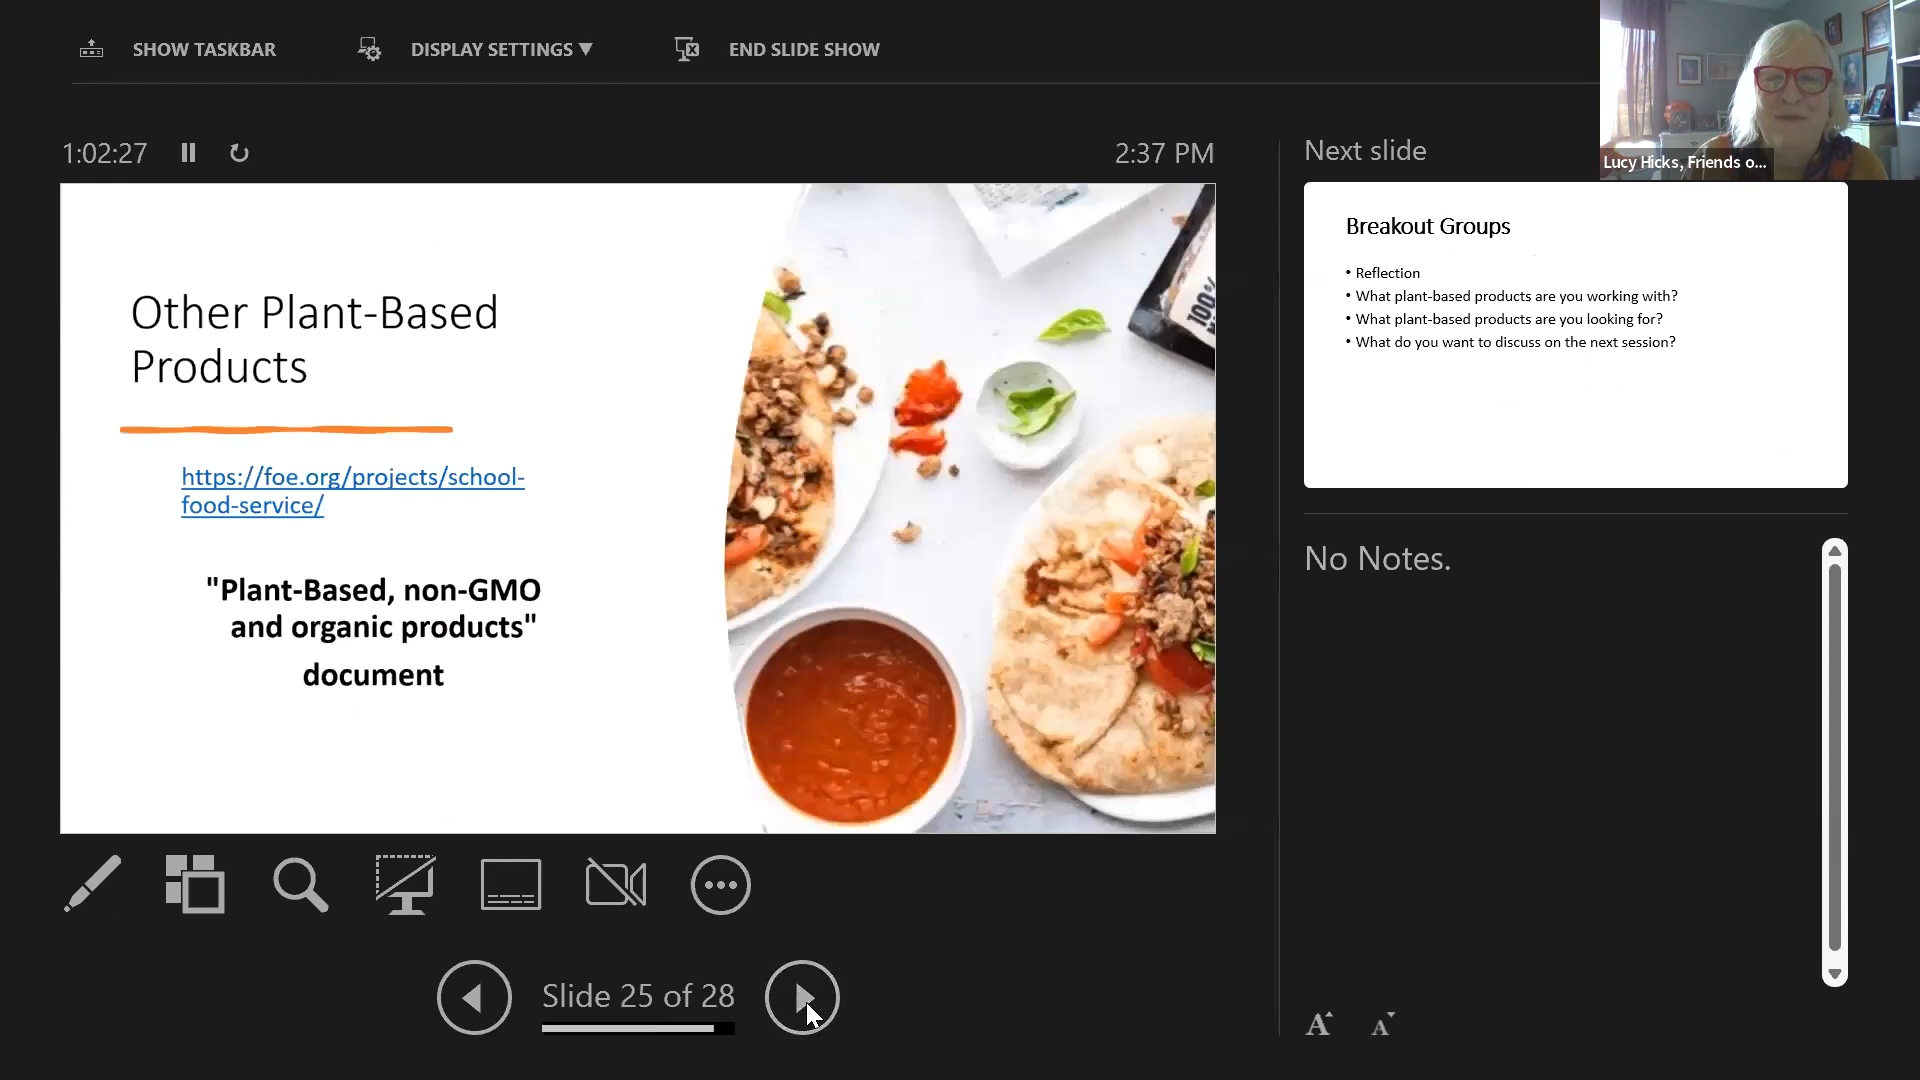 SHOW TASKBAR
DISPLAY SETTINGS ▼
END SLIDE SHOW
Lucy Hicks, Friends o...
1:02:27
2:37 PM
Next slide
Other Plant-Based
Products
https://foe.org/projects/school-
food-service/
"Plant-Based, non-GMO
and organic products"
document
100%
Breakout Groups
• Reflection
• What plant-based products are you working with?
• What plant-based products are you looking for?
• What do you want to discuss on the next session?
No Notes.
Slide 25 of 28
A A